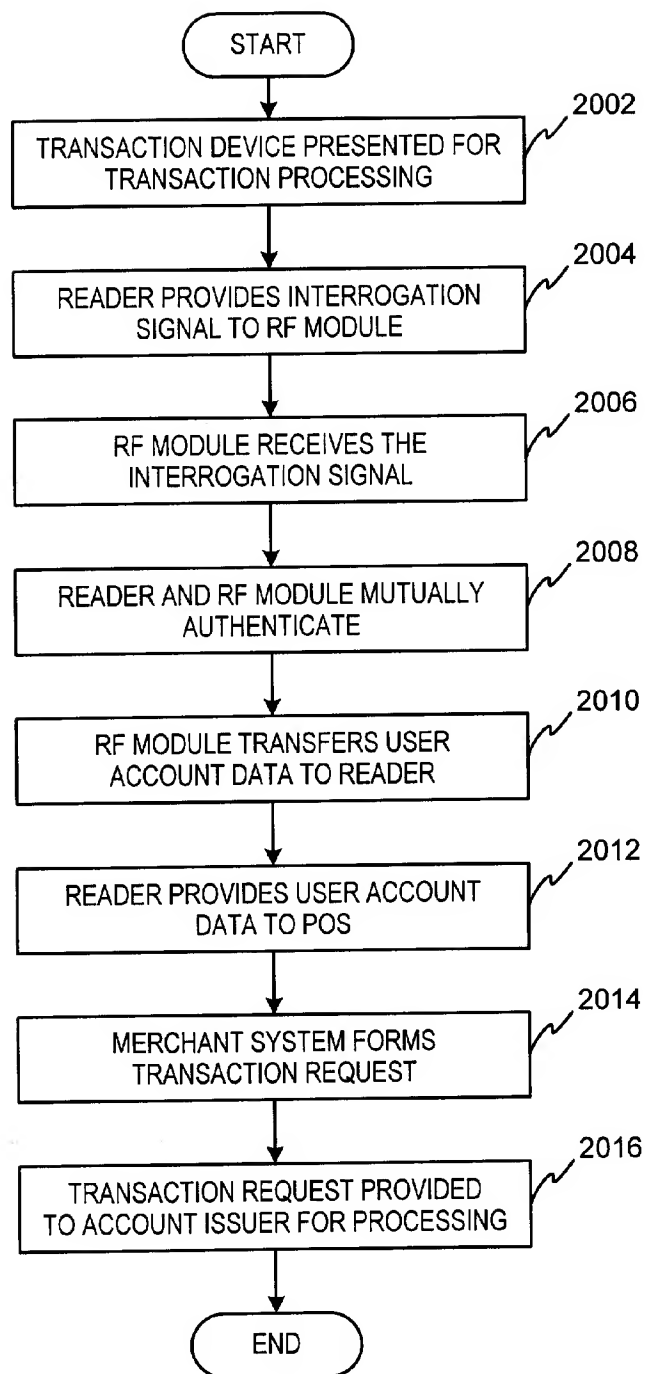 START
2002
TRANSACTION DEVICE PRESENTED FOR
TRANSACTION PROCESSING
2004
READER PROVIDES INTERROGATION
SIGNAL TO RF MODULE
2006
RF MODULE RECEIVES THE
INTERROGATION SIGNAL
2008
READER AND RF MODULE MUTUALLY
AUTHENTICATE
2010
RF MODULE TRANSFERS USER
ACCOUNT DATA TO READER
2012
READER PROVIDES USER ACCOUNT
DATA TO POS
2014
MERCHANT SYSTEM FORMS
TRANSACTION REQUEST
2016
TRANSACTION REQUEST PROVIDED
TO ACCOUNT ISSUER FOR PROCESSING
END